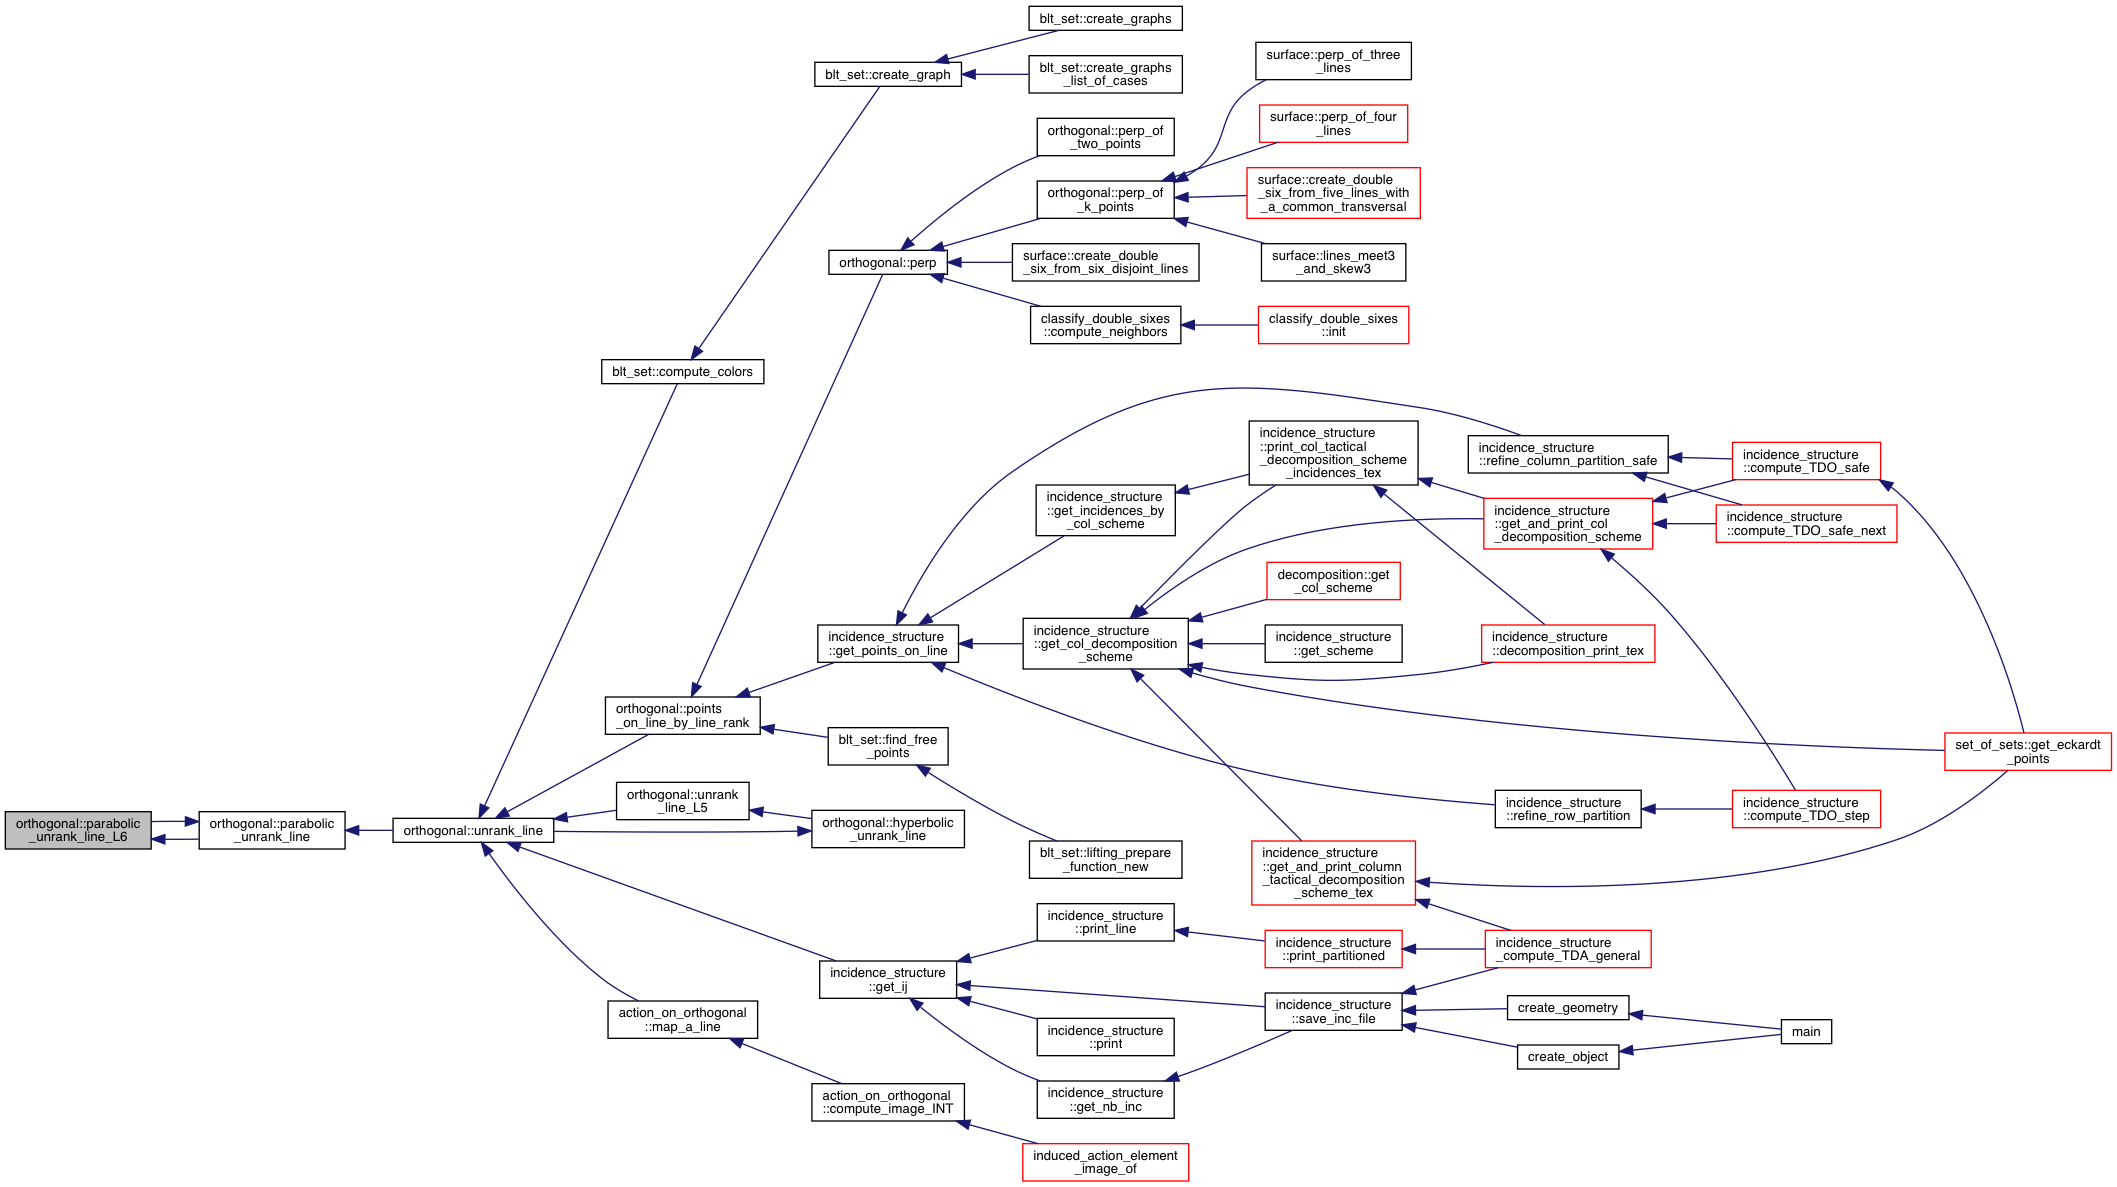 blt_set::create_graphs
surface::perp_of_three
_lines
blt_set::create_graph
blt_set::create_graphs
_list_of_cases
surface::perp_of_four
_lines
orthogonal::perp_of
_two_points
surface::create_double
_six_from_five_lines_with
_a_common_transversal
orthogonal::perp_of
_k_points
orthogonal::perp
surface::create_double
_six_from_six_disjoint_lines
surface::lines_meet3
_and_skew3
classify_double_sixes
::compute_neighbors
classify_double_sixes
::init
blt_set::compute_colors
incidence_structure
::print_col_tactical
_decomposition_scheme
_incidences_tex
incidence_structure
::refine_column_partition_safe
incidence_structure
::compute_TDO_safe
incidence_structure
::get_incidences_by
_col_scheme
incidence_structure
::get_and_print_col
_decomposition_scheme
incidence_structure
::compute_TDO_safe_next
decomposition::get
_col_scheme
incidence_structure
::get_points_on_line
incidence_structure
::get_col_decomposition
_scheme
incidence_structure
::get_scheme
incidence_structure
::decomposition_print_tex
orthogonal::points
_on_line_by_line_rank
blt_set::find_free
_points
set_of_sets::get_eckardt
_points
orthogonal::unrank
_line_L5
incidence_structure
::refine_row_partition
incidence_structure
::compute_TDO_step
orthogonal::parabolic
_unrank_line_L6
orthogonal::parabolic
_unrank_line
orthogonal::unrank_line
orthogonal::hyperbolic
_unrank_line
blt_set::lifting_prepare
_function_new
incidence_structure
::get_and_print_column
_tactical_decomposition
_scheme_tex
incidence_structure
::print_line
incidence_structure
::print_partitioned
incidence_structure
_compute_TDA_general
incidence_structure
::get_ij
incidence_structure
::save_inc_file
create_geometry
main
action_on_orthogonal
::map_a_line
incidence_structure
::print
create_object
action_on_orthogonal
::compute_image_INT
incidence_structure
::get_nb_inc
induced_action_element
_image_of